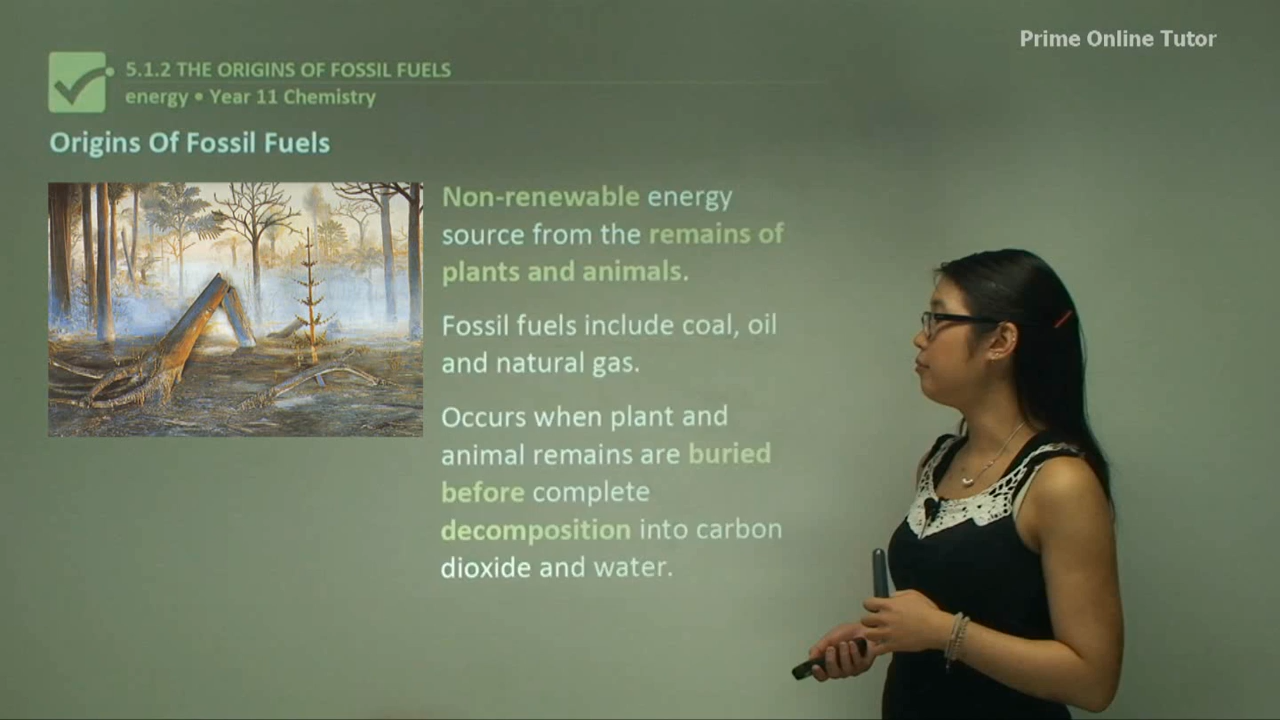 Prime Online Tutor
5.1.2 THE ORIGINS OF FOSSIL FUELS
energy • Year 11 Chemistry
Origins Of Fossil Fuels
Non-renewable energy
source from the remains of
plants and animals.
Fossil fuels include coal, oil
and natural gas.
Occurs when plant and
animal remains are buried
before complete
decomposition into carbon
dioxide and water.